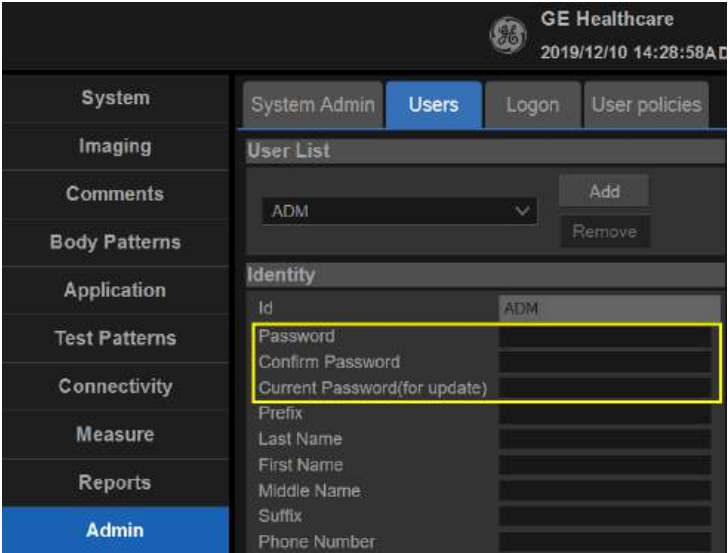 GE Healthcare
2019/12/10 14:28:58AD
System
Imaging
Comments
Body Patterns
Application
Test Patterns
Connectivity
Measure
Reports
Admin
System Admin Users Logon User policies
User List
ADM
Add
Remove
Identity
Id ADM
Password
Confirm Password
Current Password(for update)
Prefix
Last Name
First Name
Middle Name
Suffix
Phone Number